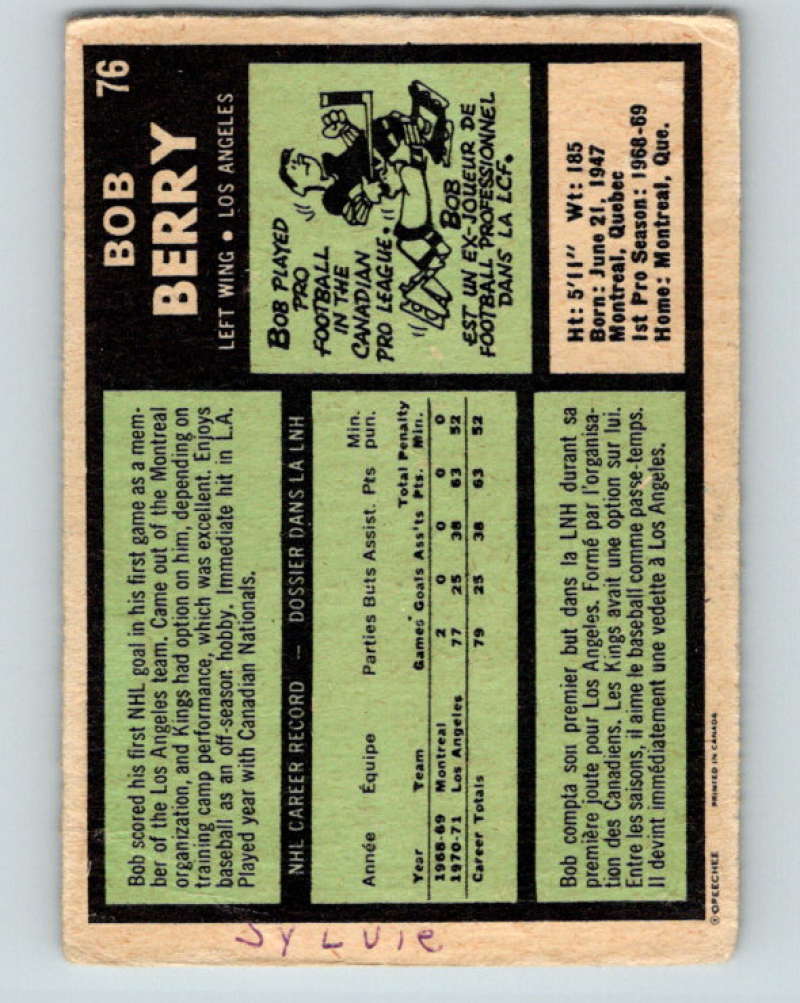 76
BOB
BERRY
LEFT WING • LOS ANGELES
BOB PLAYED
PRO
FOOTBALL
IN THE
CANADIAN
PRO LEAGUE.
BOB
EST UN EX-JOUEUR DE
FOOTBALL PROFESSIONNEL
DANS LA LCF.
Ht: 5'11" Wt: 185
Born: June 21, 1947
Montreal, Quebec
1st Pro Season: 1968-69
Home: Montreal, Que.
Bob scored his first NHL goal in his first game as a mem-
ber of the Los Angeles team. Came out of the Montreal
organization, and Kings had option on him, depending on
training camp performance, which was excellent. Enjoys
baseball as an off-season hobby. Immediate hit in L.A.
Played year with Canadian Nationals.
NHL CAREER RECORD — DOSSIER DANS LA LNH
Année Équipe Parties Buts Assist. Pts Min. pun.
Year Team Games Goals Ass'ts Total Pts. Penalty Min.
1968-69 Montreal 2 0 0 0 0
1970-71 Los Angeles 77 25 38 63 52
Career Totals 79 25 38 63 52
Bob compta son premier but dans la LNH durant sa
première joute pour Los Angeles. Formé par l'organisa-
tion des Canadiens. Les Kings avait une option sur lui.
Entre les saisons, il aime le baseball comme passe-temps.
Il devint immédiatement une vedette à Los Angeles.
© OPEECHEE PRINTED IN CANADA
SYLVIE